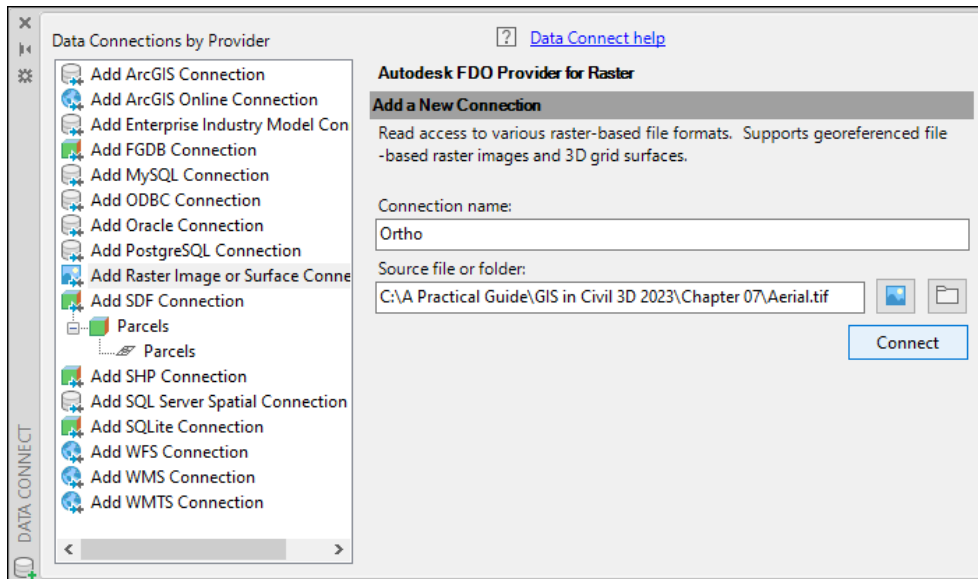 Data Connections by Provider
Add ArcGIS Connection
Add ArcGIS Online Connection
Add Enterprise Industry Model Con
Add FGDB Connection
Add MySQL Connection
Add ODBC Connection
Add Oracle Connection
Add PostgreSQL Connection
Add Raster Image or Surface Conne
Add SDF Connection
Parcels
Parcels
Add SHP Connection
Add SQL Server Spatial Connection
Add SQLite Connection
Add WFS Connection
Add WMS Connection
Add WMTS Connection
DATA CONNECT
? Data Connect help
Autodesk FDO Provider for Raster
Add a New Connection
Read access to various raster-based file formats. Supports georeferenced file
-based raster images and 3D grid surfaces.
Connection name:
Ortho
Source file or folder:
C:\A Practical Guide\GIS in Civil 3D 2023\Chapter 07\Aerial.tif
Connect